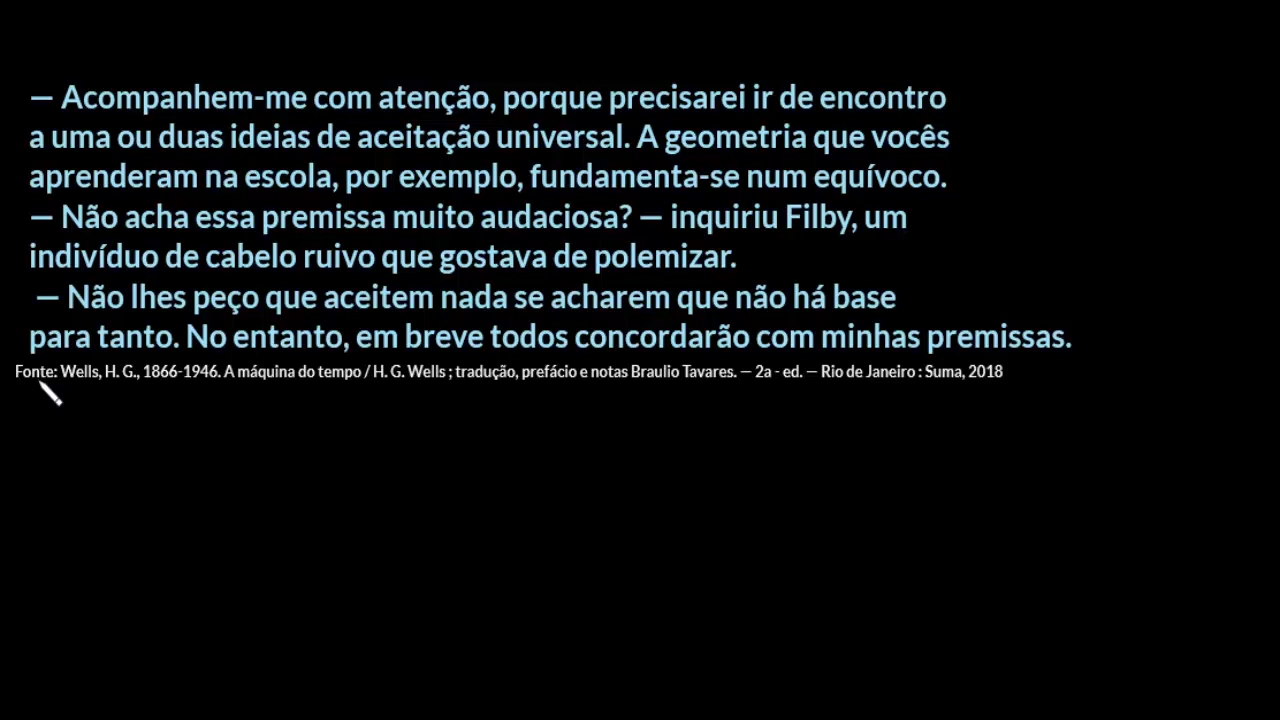 — Acompanhem-me com atenção, porque precisarei ir de encontro
a uma ou duas ideias de aceitação universal. A geometria que vocês
aprenderam na escola, por exemplo, fundamenta-se num equívoco.
— Não acha essa premissa muito audaciosa? — inquiriu Filby, um
indivíduo de cabelo ruivo que gostava de polemizar.
— Não lhes peço que aceitem nada se acharem que não há base
para tanto. No entanto, em breve todos concordarão com minhas premissas.
Fonte: Wells, H. G., 1866-1946. A máquina do tempo / H. G. Wells ; tradução, prefácio e notas Braulio Tavares. — 2a - ed. — Rio de Janeiro : Suma, 2018